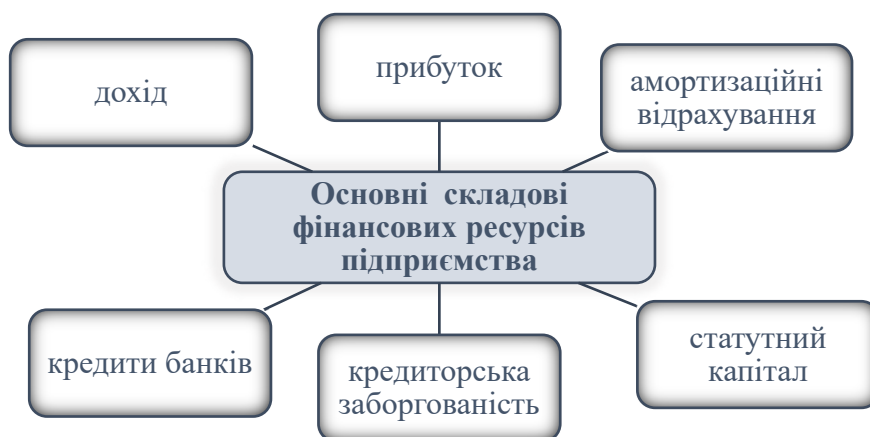 дохід
прибуток
амортизаційні
відрахування
Основні складові
фінансових ресурсів
підприємства
кредити банків
кредиторська
заборгованість
статутний
капітал